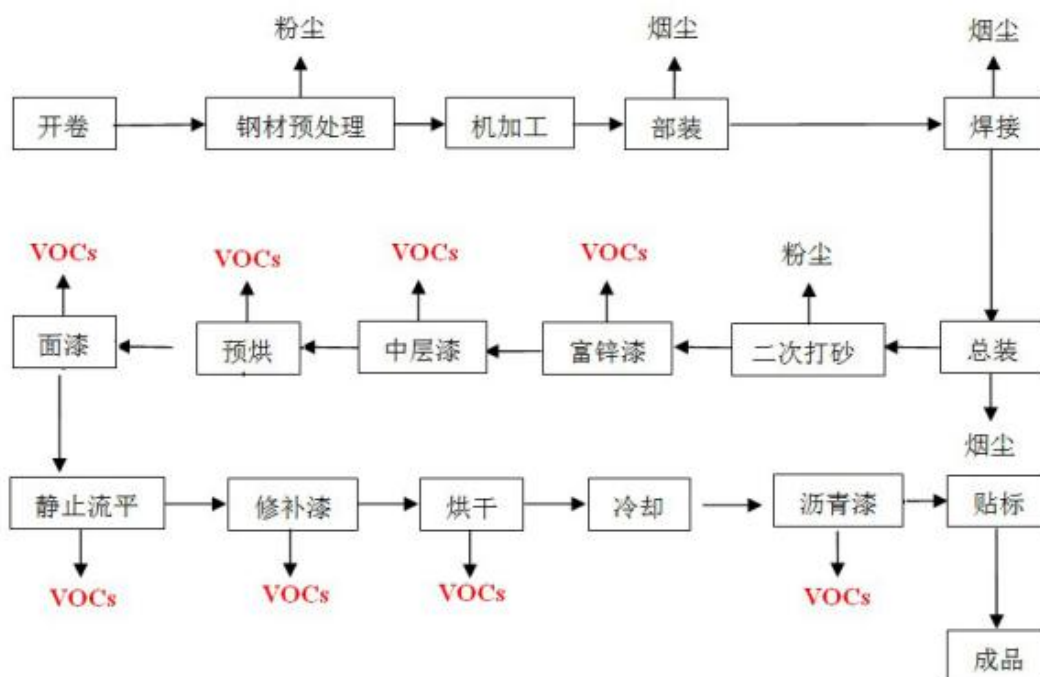 粉尘
烟尘
烟尘
开卷
钢材预处理
机加工
部装
焊接
VOCs
VOCs
VOCs
VOCs
粉尘
面漆
预烘
中层漆
富锌漆
二次打砂
总装
烟尘
静止流平
修补漆
烘干
冷却
沥青漆
贴标
VOCs
VOCs
VOCs
VOCs
成品